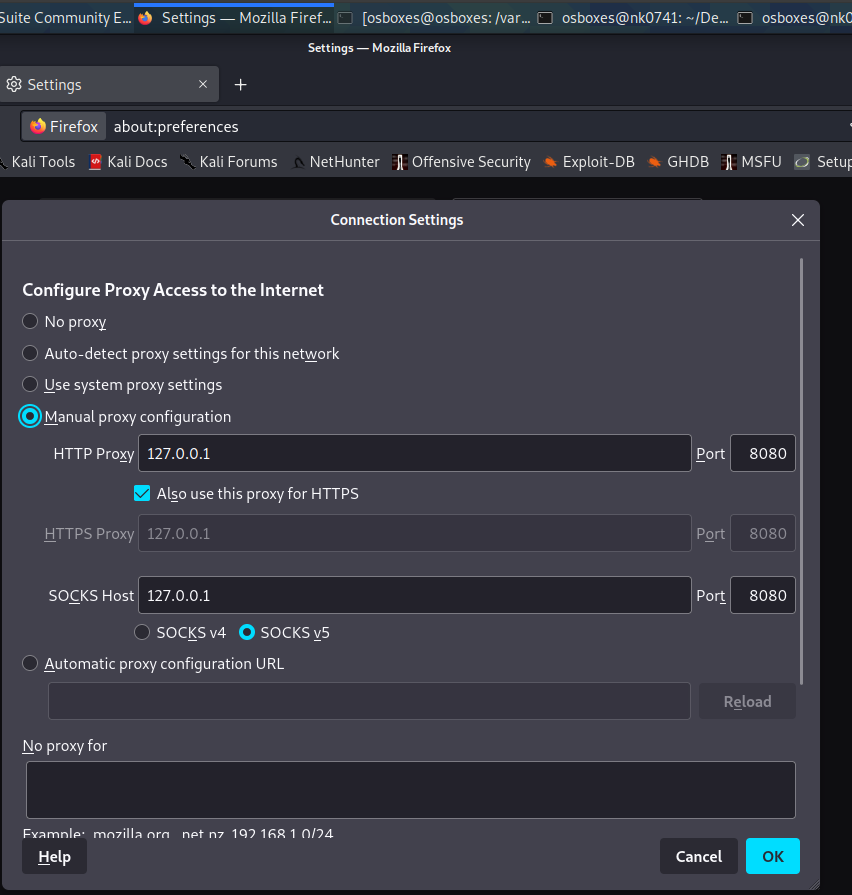 Suite Community E... Settings — Mozilla Firef... [osboxes@osboxes: /var... osboxes@nk0741: ~/De... osboxes@nk0
Settings — Mozilla Firefox
Settings
Firefox about:preferences
Kali Tools Kali Docs Kali Forums NetHunter Offensive Security Exploit-DB GHDB MSFU Setup
Connection Settings
Configure Proxy Access to the Internet
No proxy
Auto-detect proxy settings for this network
Use system proxy settings
Manual proxy configuration
HTTP Proxy 127.0.0.1 Port 8080
Also use this proxy for HTTPS
HTTPS Proxy 127.0.0.1 Port 8080
SOCKS Host 127.0.0.1 Port 8080
SOCKS v4 SOCKS v5
Automatic proxy configuration URL
Reload
No proxy for
Example: .mozilla.org, .net.nz, 192.168.1.0/24
Help Cancel OK